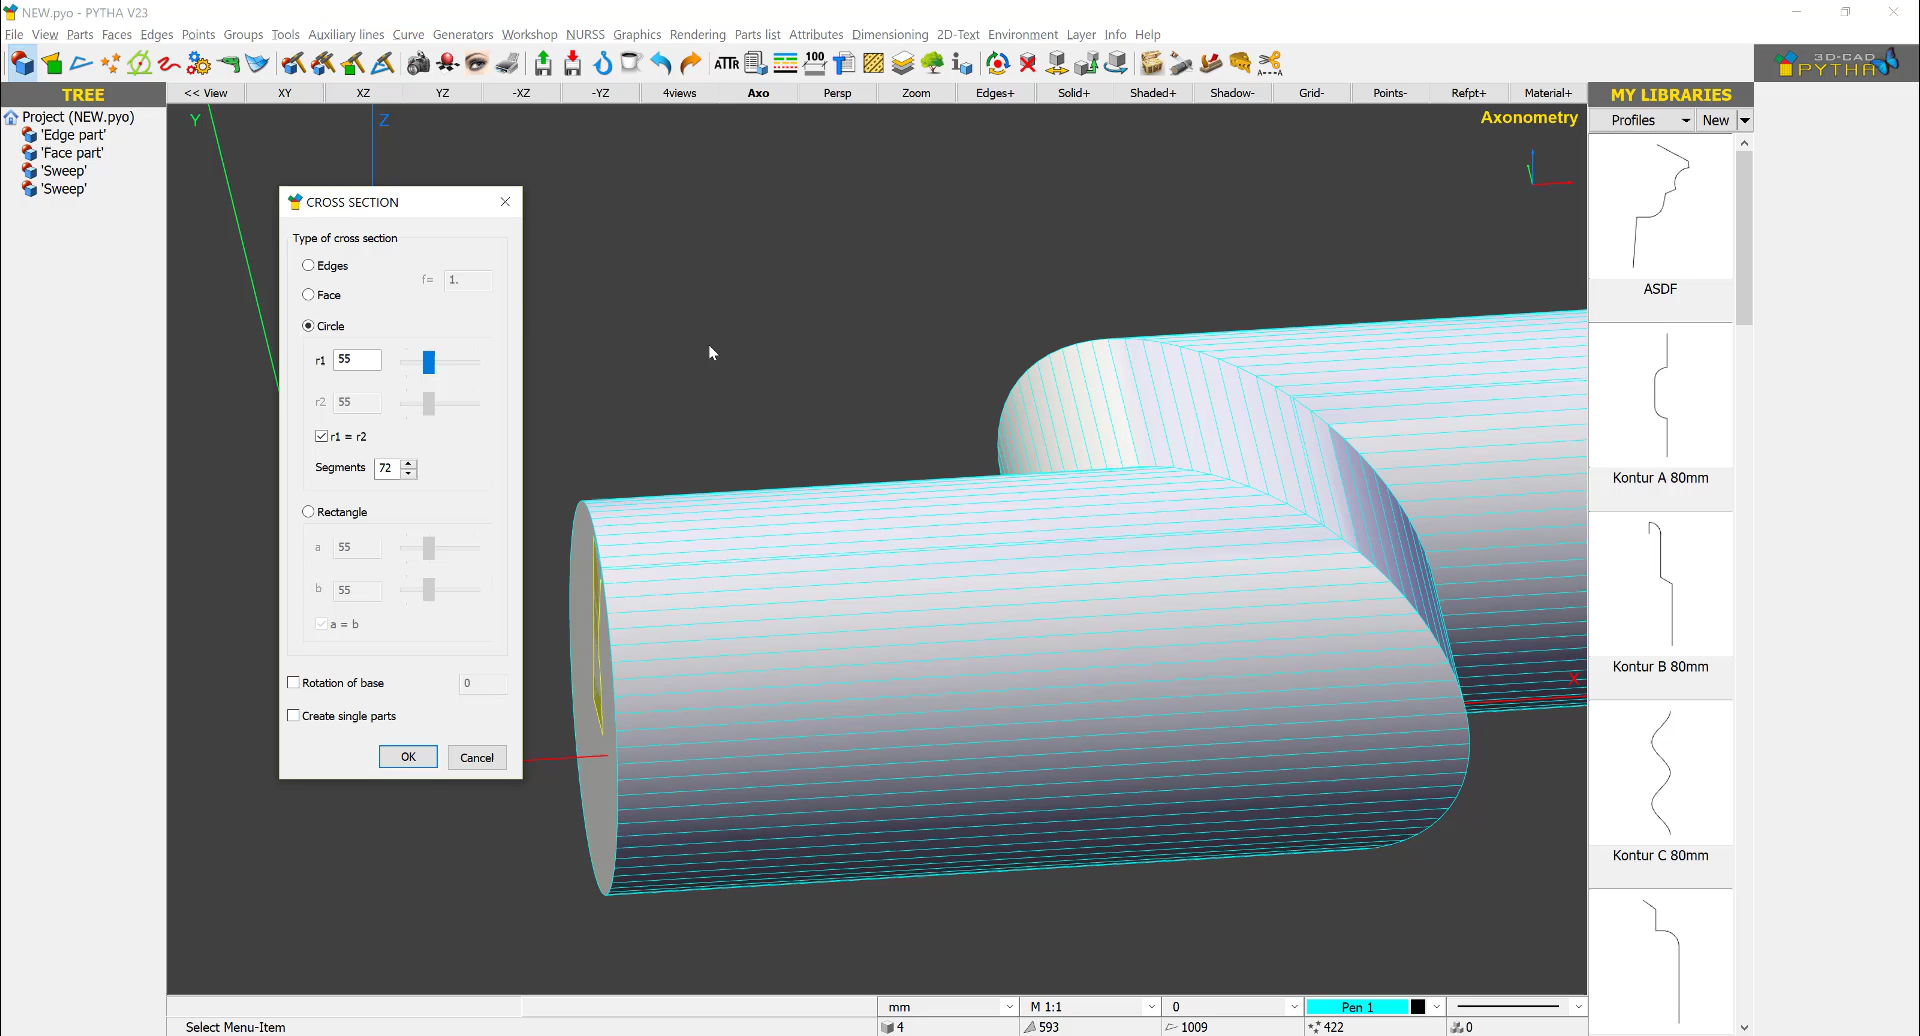 NEW.pyo - PYTHA V23
File View Parts Faces Edges Points Groups Tools Auxiliary lines Curve Generators Workshop NURSS Graphics Rendering Parts list Attributes Dimensioning 2D-Text Environment Layer Info Help
ATTR 100
3D-CAD
PYTHA
TREE
<< View XY XZ YZ -XZ -YZ 4views Axo Persp Zoom Edges+ Solid+ Shaded+ Shadow- Grid- Points- Refpt+ Material+
MY LIBRARIES
Project (NEW.pyo)
'Edge part'
'Face part'
'Sweep'
'Sweep'
Y
Z
Axonometry
X
Profiles New
ASDF
Kontur A 80mm
Kontur B 80mm
Kontur C 80mm
CROSS SECTION
Type of cross section
Edges
f= 1.
Face
Circle
r1 55
r2 55
r1 = r2
Segments 72
Rectangle
a 55
b 55
a = b
Rotation of base 0
Create single parts
OK Cancel
mm M 1:1 0 Pen 1
Select Menu-Item
4 593 1009 422 0